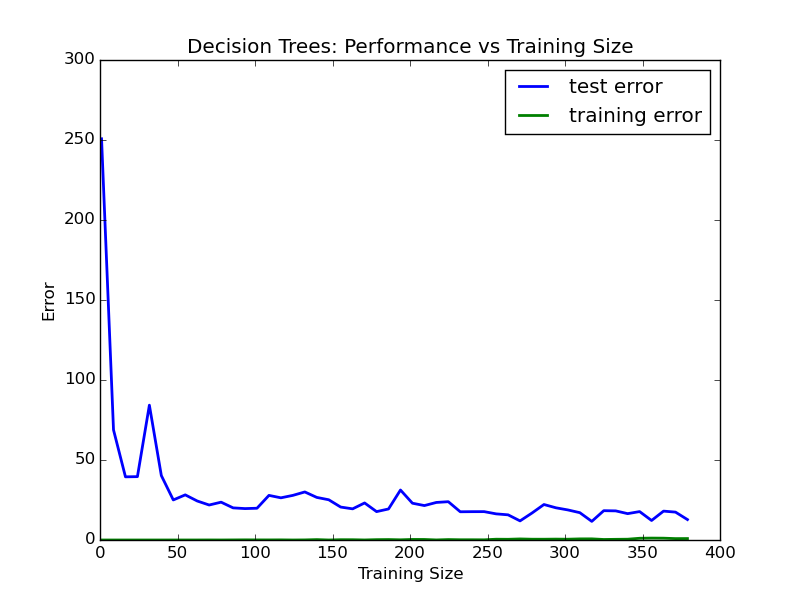 Decision Trees: Performance vs Training Size
300
250
200
150
100
50
0
Error
test error
training error
0 50 100 150 200 250 300 350 400
Training Size